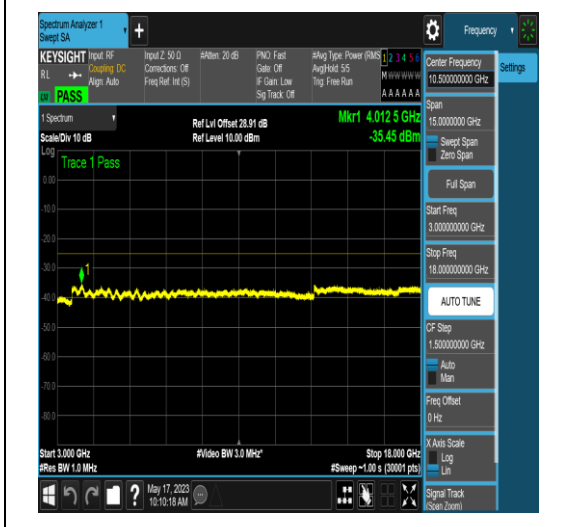 Spectrum Analyzer 1
Swept SA
+
Frequency
KEYSIGHT
RL
Input: RF
Coupling: DC
Align: Auto
Input Z: 50 Ω
Corrections: Off
Freq Ref: Int (S)
#Atten: 20 dB
PNO: Fast
Gate: Off
IF Gain: Low
Sig Track: Off
#Avg Type: Power (RMS
Avg|Hold: 5/5
Trig: Free Run
1 2 3 4 5 6
M W W W W W
A A A A A A
PASS
1 Spectrum
Scale/Div 10 dB
Ref Lvl Offset 28.91 dB
Ref Level 10.00 dBm
Mkr1 4.012 5 GHz
-35.45 dBm
Log
Trace 1 Pass
0.00
-10.0
-20.0
-30.0
-40.0
-50.0
-60.0
-70.0
-80.0
1
Start 3.000 GHz
#Res BW 1.0 MHz
#Video BW 3.0 MHz*
Stop 18.000 GHz
#Sweep ~1.00 s (30001 pts)
?
May 17, 2023
10:10:18 AM
Center Frequency
10.500000000 GHz
Span
15.0000000 GHz
Swept Span
Zero Span
Full Span
Start Freq
3.000000000 GHz
Stop Freq
18.000000000 GHz
AUTO TUNE
CF Step
1.500000000 GHz
Auto
Man
Freq Offset
0 Hz
X Axis Scale
Log
Lin
Signal Track
(Span Zoom)
Settings